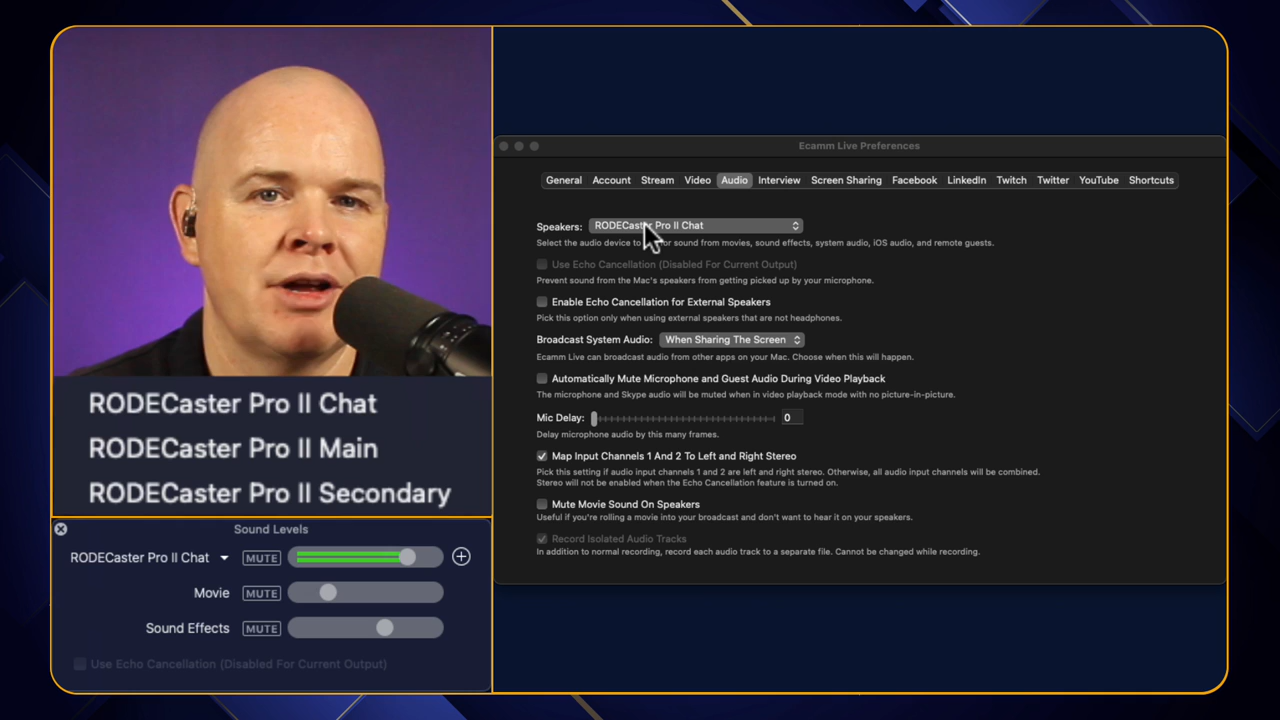 RODECaster Pro II Chat
RODECaster Pro II Main
RODECaster Pro II Secondary
Sound Levels
RODECaster Pro II Chat MUTE
Movie MUTE
Sound Effects MUTE
Use Echo Cancellation (Disabled For Current Output)
Ecamm Live Preferences
General Account Stream Video Audio Interview Screen Sharing Facebook LinkedIn Twitch Twitter YouTube Shortcuts
Speakers: RODECaster Pro II Chat
Select the audio device to or sound from movies, sound effects, system audio, iOS audio, and remote guests.
Use Echo Cancellation (Disabled For Current Output)
Prevent sound from the Mac's speakers from getting picked up by your microphone.
Enable Echo Cancellation for External Speakers
Pick this option only when using external speakers that are not headphones.
Broadcast System Audio: When Sharing The Screen
Ecamm Live can broadcast audio from other apps on your Mac. Choose when this will happen.
Automatically Mute Microphone and Guest Audio During Video Playback
The microphone and Skype audio will be muted when in video playback mode with no picture-in-picture.
Mic Delay: 0
Delay microphone audio by this many frames.
Map Input Channels 1 And 2 To Left and Right Stereo
Pick this setting if audio input channels 1 and 2 are left and right stereo. Otherwise, all audio input channels will be combined.
Stereo will not be enabled when the Echo Cancellation feature is turned on.
Mute Movie Sound On Speakers
Useful if you're rolling a movie into your broadcast and don't want to hear it on your speakers.
Record Isolated Audio Tracks
In addition to normal recording, record each audio track to a separate file. Cannot be changed while recording.